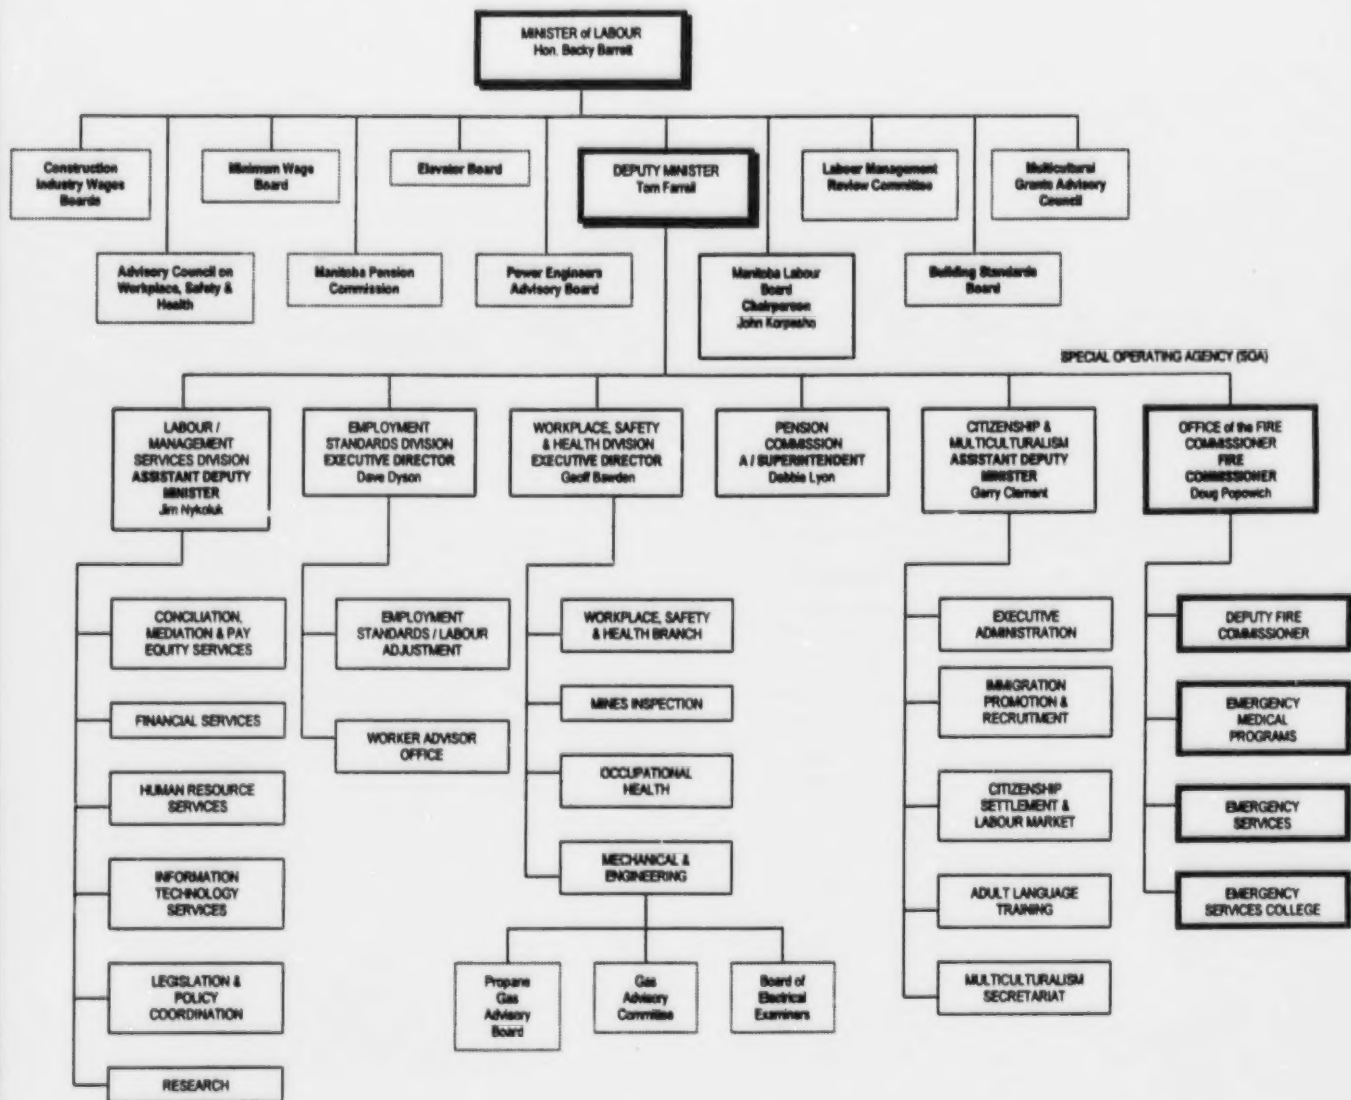 MINISTER of LABOUR
Hon. Becky Barrett
Construction
Industry Wages
Boards
Minimum Wage
Board
Elevator Board
DEPUTY MINISTER
Tom Farrell
Labour Management
Review Committee
Multicultural
Grants Advisory
Council
Advisory Council on
Workplace, Safety &
Health
Manitoba Pension
Commission
Power Engineers
Advisory Board
Manitoba Labour
Board
Chairperson
John Korpesho
Building Standards
Board
SPECIAL OPERATING AGENCY (SOA)
LABOUR /
MANAGEMENT
SERVICES DIVISION
ASSISTANT DEPUTY
MINISTER
Jim Nykoluk
EMPLOYMENT
STANDARDS DIVISION
EXECUTIVE DIRECTOR
Dave Dyson
WORKPLACE, SAFETY
& HEALTH DIVISION
EXECUTIVE DIRECTOR
Geoff Bawden
PENSION
COMMISSION
A / SUPERINTENDENT
Debbie Lyon
CITIZENSHIP &
MULTICULTURALISM
ASSISTANT DEPUTY
MINISTER
Gerry Clement
OFFICE of the FIRE
COMMISSIONER
FIRE
COMMISSIONER
Doug Popowich
CONCILIATION,
MEDIATION & PAY
EQUITY SERVICES
FINANCIAL SERVICES
HUMAN RESOURCE
SERVICES
INFORMATION
TECHNOLOGY
SERVICES
LEGISLATION &
POLICY
COORDINATION
RESEARCH
EMPLOYMENT
STANDARDS / LABOUR
ADJUSTMENT
WORKER ADVISOR
OFFICE
WORKPLACE, SAFETY
& HEALTH BRANCH
MINES INSPECTION
OCCUPATIONAL
HEALTH
MECHANICAL &
ENGINEERING
Propane
Gas
Advisory
Board
Gas
Advisory
Committee
Board of
Electrical
Examiners
EXECUTIVE
ADMINISTRATION
IMMIGRATION
PROMOTION &
RECRUITMENT
CITIZENSHIP
SETTLEMENT &
LABOUR MARKET
ADULT LANGUAGE
TRAINING
MULTICULTURALISM
SECRETARIAT
DEPUTY FIRE
COMMISSIONER
EMERGENCY
MEDICAL
PROGRAMS
EMERGENCY
SERVICES
EMERGENCY
SERVICES COLLEGE